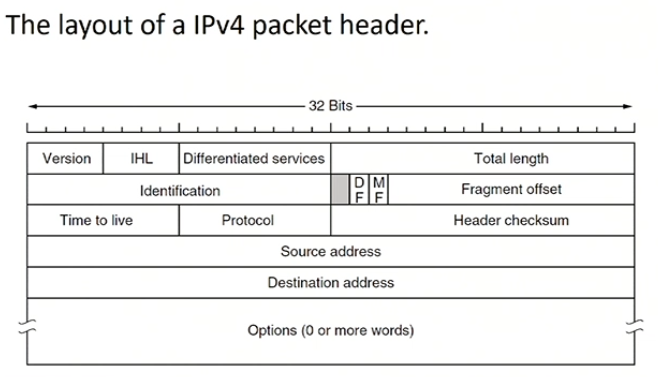 The layout of a IPv4 packet header.
32 Bits
Version IHL Differentiated services Total length
Identification D F M F Fragment offset
Time to live Protocol Header checksum
Source address
Destination address
Options (0 or more words)